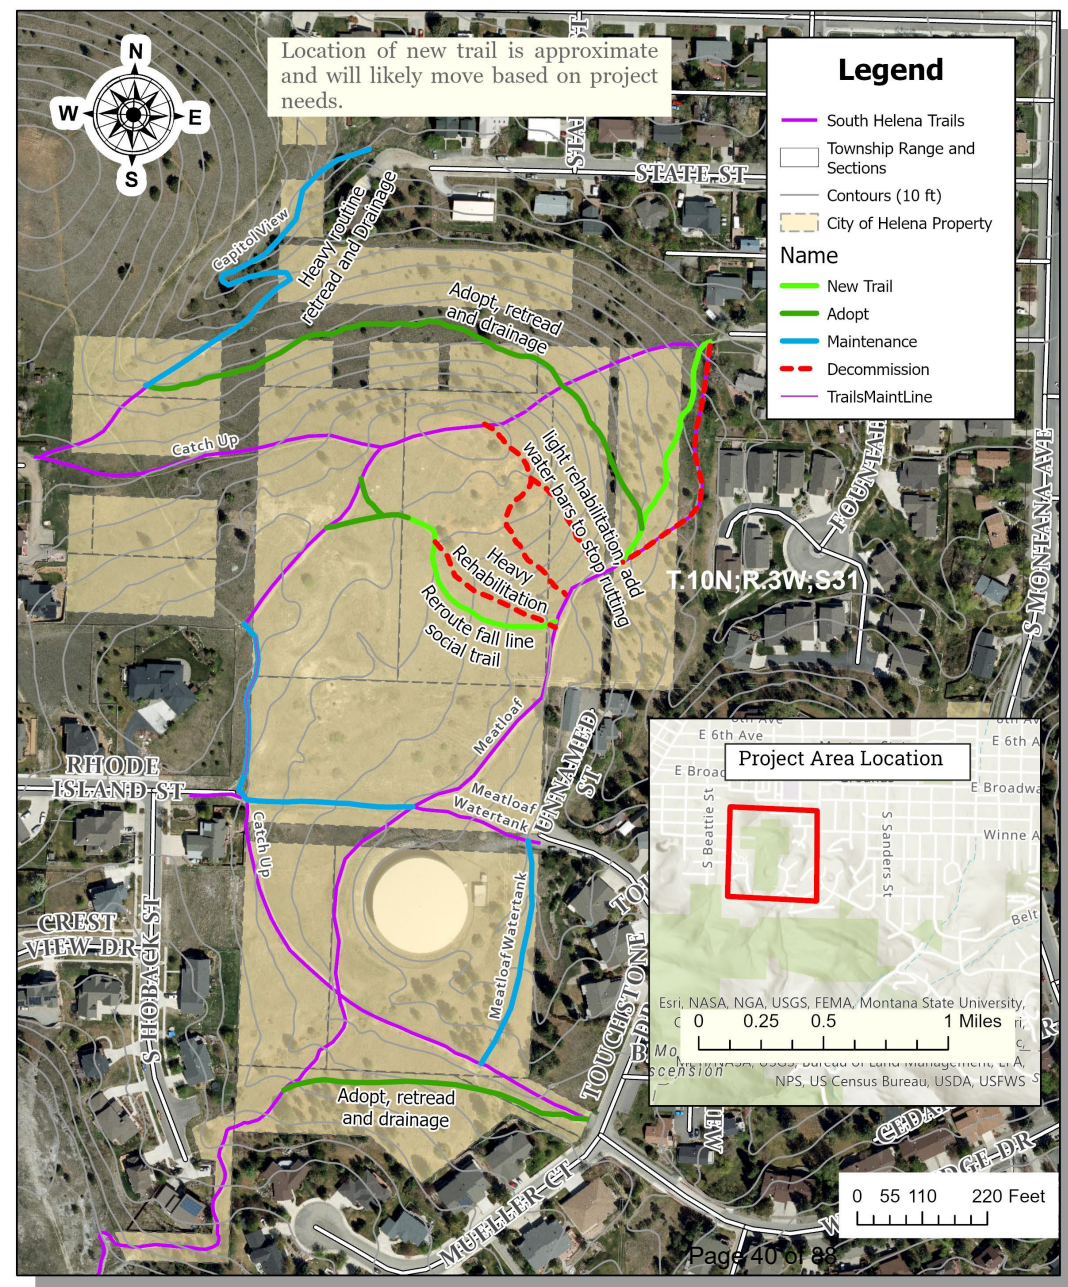 Location of new trail is approximate
and will likely move based on project
needs.
N
W
E
S
Legend
South Helena Trails
Township Range and
Sections
Contours (10 ft)
City of Helena Property
Name
New Trail
Adopt
Maintenance
Decommission
TrailsMaintLine
STATE ST
Capitol View
Heavy routine
retread and Drainage
Adopt, retread
and drainage
Catch Up
light rehabilitation, add
water bars to stop rutting
Heavy
Rehabilitation
Reroute fall line
social trail
T.10N;R.3W;S31
S MONTANA AVE
Meatloaf
UNNAMED
ST
RHODE
ISLAND ST
Meatloaf
Watertank
Catch Up
MeatloafWatertank
CREST
VIEW DR
S HOBACK ST
TOUCHSTONE
Adopt, retread
and drainage
MUELLER CT
Project Area Location
E 6th Ave
E 6th A
E Broad
E Broadwa
S Beattie St
S Sanders St
Winne A
Belt
Esri, NASA, NGA, USGS, FEMA, Montana State University,
0 0.25 0.5 1 Miles
NPS, US Census Bureau, USDA, USFWS
0 55 110 220 Feet
Page 40 of 88